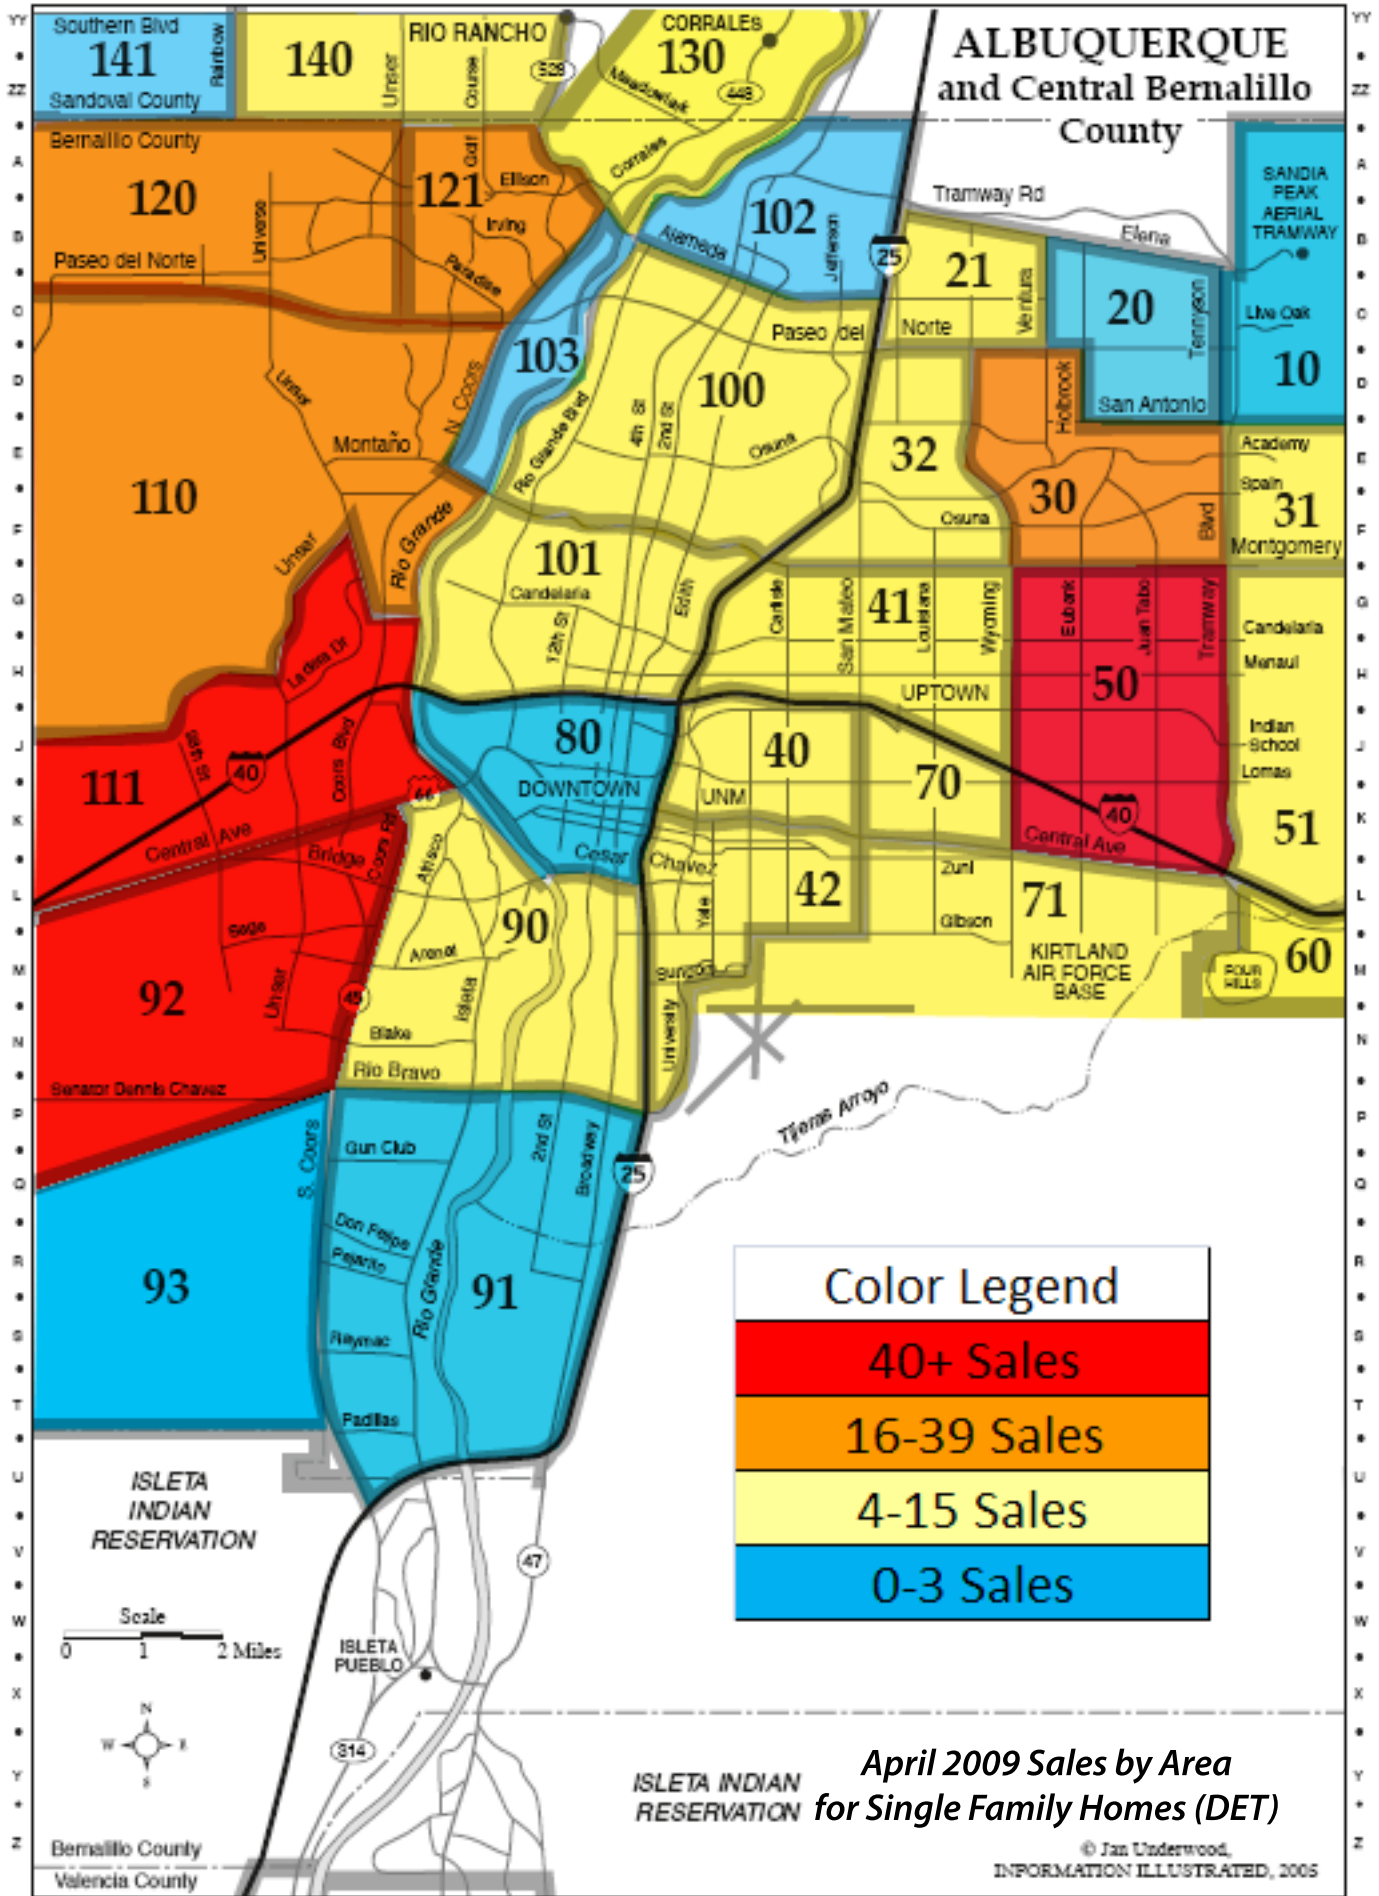 ALBUQUERQUE
and Central Bernalillo
County
YY
ZZ
A
B
C
D
E
F
G
H
J
K
L
M
N
P
Q
R
S
T
U
V
W
X
Y
Z
YY
ZZ
A
B
C
D
E
F
G
H
J
K
L
M
N
P
Q
R
S
T
U
V
W
X
Y
Z
Southern Blvd
141
Rainbow
Sandoval County
140
Unser
RIO RANCHO
Golf Course
528
CORRALES
130
Meadowlark
448
Corrales
Bernalillo County
120
Universe
Paseo del Norte
121
Ellison
Irving
Paradise
102
Alameda
Jefferson
25
Tramway Rd
Elena
SANDIA
PEAK
AERIAL
TRAMWAY
Live Oak
10
21
Ventura
20
Tennyson
San Antonio
Paseo del Norte
103
N. Coors
100
4th St
2nd St
Rio Grande Blvd
Osuna
Unser
Montaño
110
Unser
Rio Grande
32
Osuna
Holbrook
30
Blvd
Academy
Spain
31
Montgomery
101
Candelaria
12th St
Edith
Carlisle
San Mateo
41
Louisiana
Wyoming
UPTOWN
Eubank
Juan Tabo
Tramway
50
Candelaria
Menaul
Indian
School
Lomas
51
Ladera Dr
98th St
40
Coors Blvd
111
Central Ave
66
80
DOWNTOWN
Cesar Chavez
40
UNM
70
40
Central Ave
Bridge
Coors Rd
Atrisco
Sage
92
Unser
45
Arenal
90
Isleta
Blake
Rio Bravo
Senator Dennis Chavez
Yale
42
Zuni
71
Gibson
Sunport
University
KIRTLAND
AIR FORCE
BASE
FOUR
HILLS
60
Tijeras Arroyo
93
S. Coors
Gun Club
Don Felipe
Pajarito
Rio Grande
91
2nd St
Broadway
25
Raymac
Padillas
Color Legend
40+ Sales
16-39 Sales
4-15 Sales
0-3 Sales
ISLETA
INDIAN
RESERVATION
47
Scale
0 1 2 Miles
ISLETA
PUEBLO
N
W E
S
314
ISLETA INDIAN
RESERVATION
April 2009 Sales by Area
for Single Family Homes (DET)
Bernalillo County
Valencia County
© Jan Underwood,
INFORMATION ILLUSTRATED, 2005